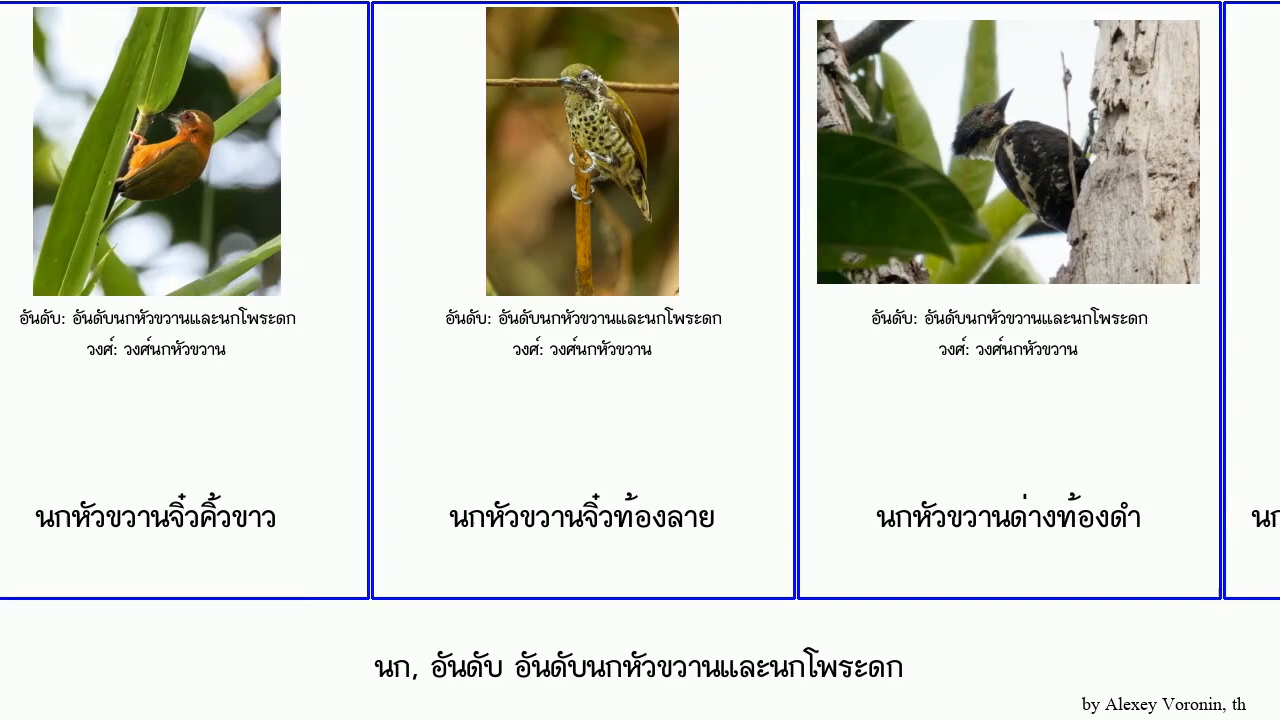 อันดับ: อันดับนกหัวขวานและนกโพระดก
วงศ์: วงศ์นกหัวขวาน
นกหัวขวานจิ๋วคิ้วขาว
อันดับ: อันดับนกหัวขวานและนกโพระดก
วงศ์: วงศ์นกหัวขวาน
นกหัวขวานจิ๋วท้องลาย
อันดับ: อันดับนกหัวขวานและนกโพระดก
วงศ์: วงศ์นกหัวขวาน
นกหัวขวานด่างท้องดำ
นก, อันดับ อันดับนกหัวขวานและนกโพระดก
by Alexey Voronin, th